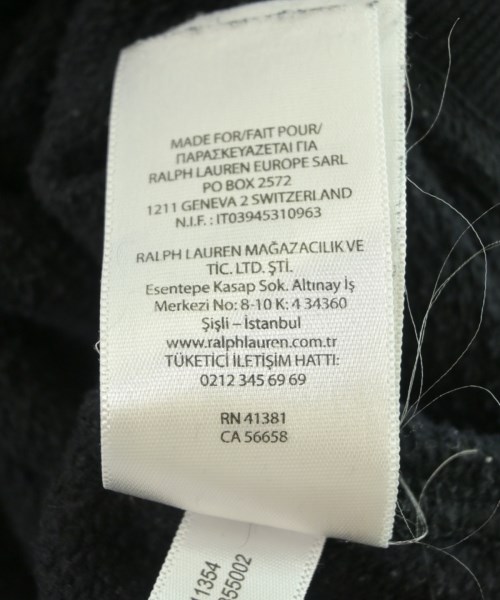 MADE FOR/FAIT POUR/
ΠΑΡΑΣΚΕΥΑΖΕΤΑΙ ΓΙΑ
RALPH LAUREN EUROPE SARL
PO BOX 2572
1211 GENEVA 2 SWITZERLAND
N.I.F. : IT03945310963
RALPH LAUREN MAĞAZACILIK VE
TİC. LTD. ŞTİ.
Esentepe Kasap Sok. Altınay İş
Merkezi No: 8-10 K: 4 34360
Şişli – İstanbul
www.ralphlauren.com.tr
TÜKETİCİ İLETİŞİM HATTI:
0212 345 69 69
RN 41381
CA 56658
11354
55002